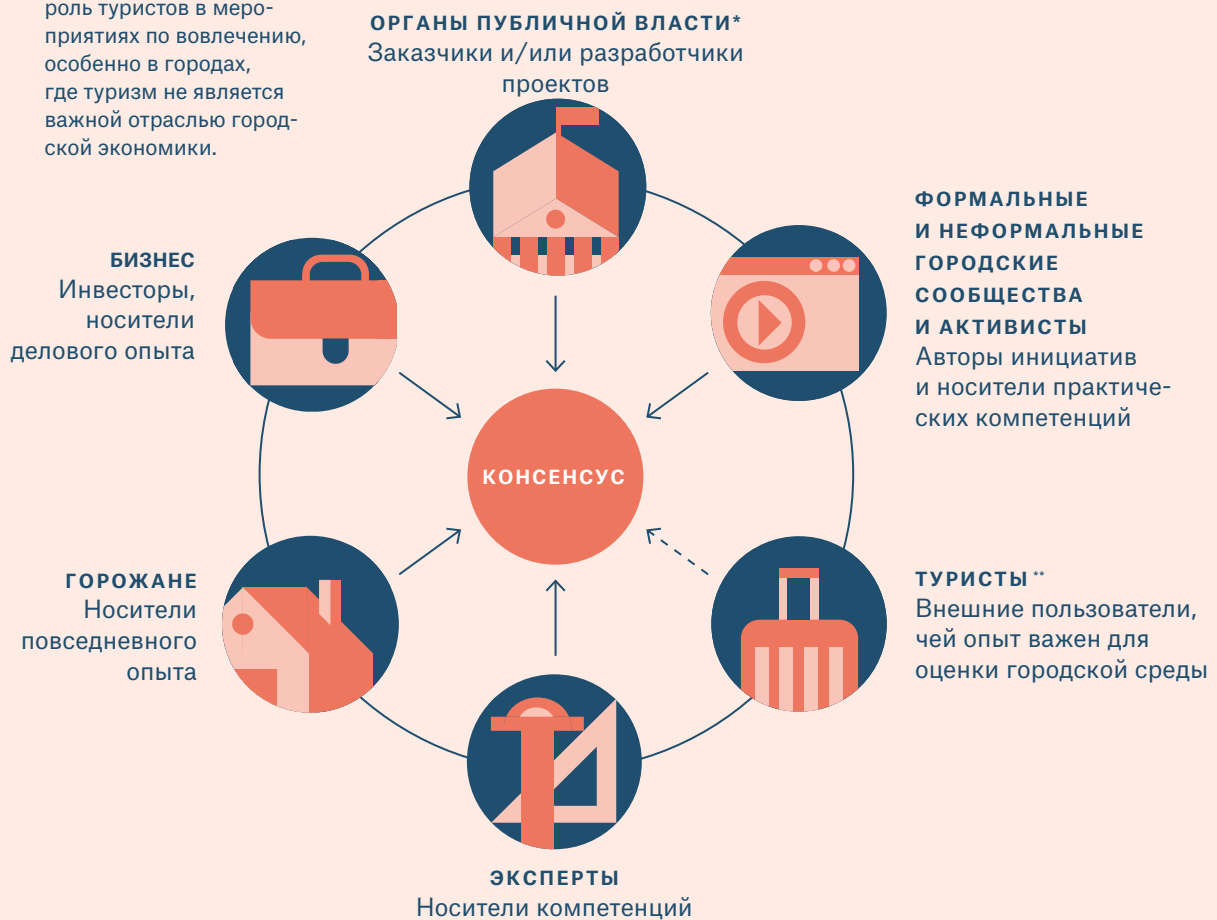 роль туристов в меро-
приятиях по вовлечению,
особенно в городах,
где туризм не является
важной отраслью город-
ской экономики.
ОРГАНЫ ПУБЛИЧНОЙ ВЛАСТИ*
Заказчики и/или разработчики
проектов
БИЗНЕС
Инвесторы,
носители
делового опыта
ФОРМАЛЬНЫЕ
И НЕФОРМАЛЬНЫЕ
ГОРОДСКИЕ
СООБЩЕСТВА
И АКТИВИСТЫ
Авторы инициатив
и носители практиче-
ских компетенций
КОНСЕНСУС
ГОРОЖАНЕ
Носители
повседневного
опыта
ТУРИСТЫ **
Внешние пользователи,
чей опыт важен для
оценки городской среды
ЭКСПЕРТЫ
Носители компетенций